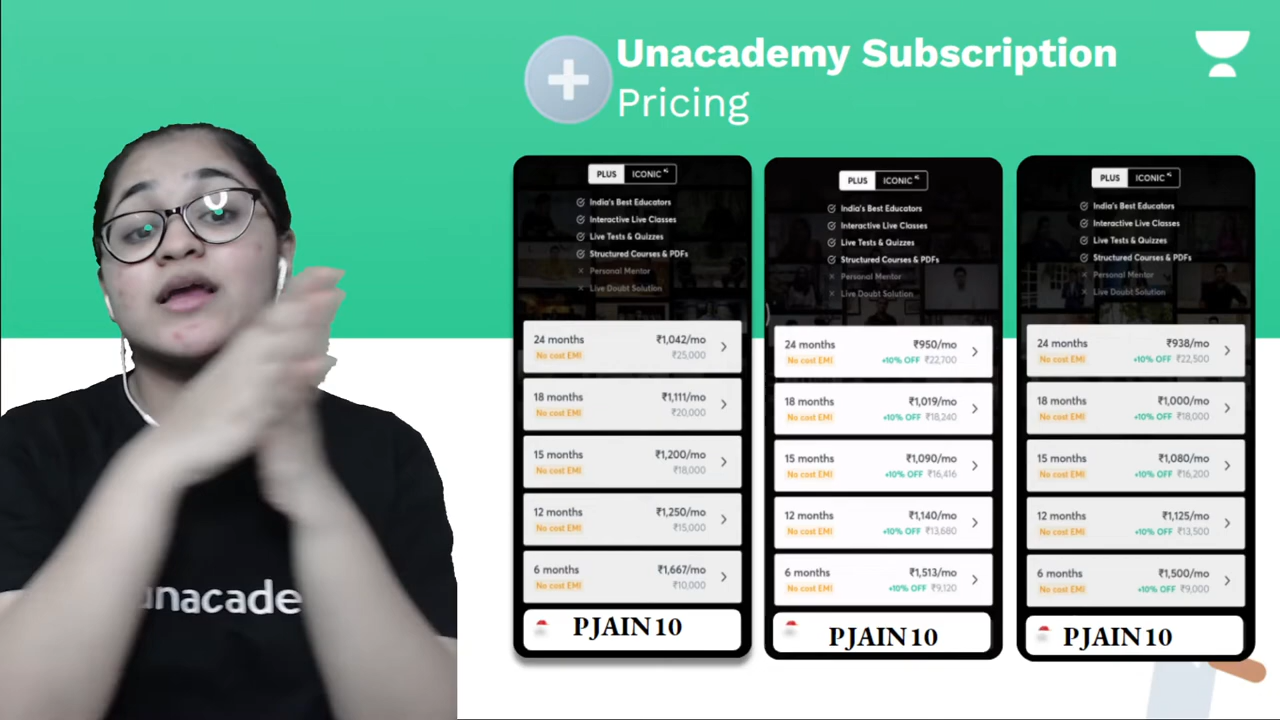 Unacademy Subscription
Pricing
PLUS ICONIC
India's Best Educators
Interactive Live Classes
Live Tests & Quizzes
Structured Courses & PDFs
Personal Mentor
Live Doubt Solution
24 months ₹1,042/mo
No cost EMI ₹25,000
18 months ₹1,111/mo
No cost EMI ₹20,000
15 months ₹1,200/mo
No cost EMI ₹18,000
12 months ₹1,250/mo
No cost EMI ₹15,000
6 months ₹1,667/mo
No cost EMI ₹10,000
PJAIN10
PLUS ICONIC
India's Best Educators
Interactive Live Classes
Live Tests & Quizzes
Structured Courses & PDFs
Personal Mentor
Live Doubt Solution
24 months ₹950/mo
No cost EMI +10% OFF ₹22,700
18 months ₹1,019/mo
No cost EMI +10% OFF ₹18,240
15 months ₹1,090/mo
No cost EMI +10% OFF ₹16,416
12 months ₹1,140/mo
No cost EMI +10% OFF ₹13,680
6 months ₹1,513/mo
No cost EMI +10% OFF ₹9,120
PJAIN10
PLUS ICONIC
India's Best Educators
Interactive Live Classes
Live Tests & Quizzes
Structured Courses & PDFs
Personal Mentor
Live Doubt Solution
24 months ₹938/mo
No cost EMI +10% OFF ₹22,500
18 months ₹1,000/mo
No cost EMI +10% OFF ₹18,000
15 months ₹1,080/mo
No cost EMI +10% OFF ₹16,200
12 months ₹1,125/mo
No cost EMI +10% OFF ₹13,500
6 months ₹1,500/mo
No cost EMI +10% OFF ₹9,000
PJAIN10
unacade